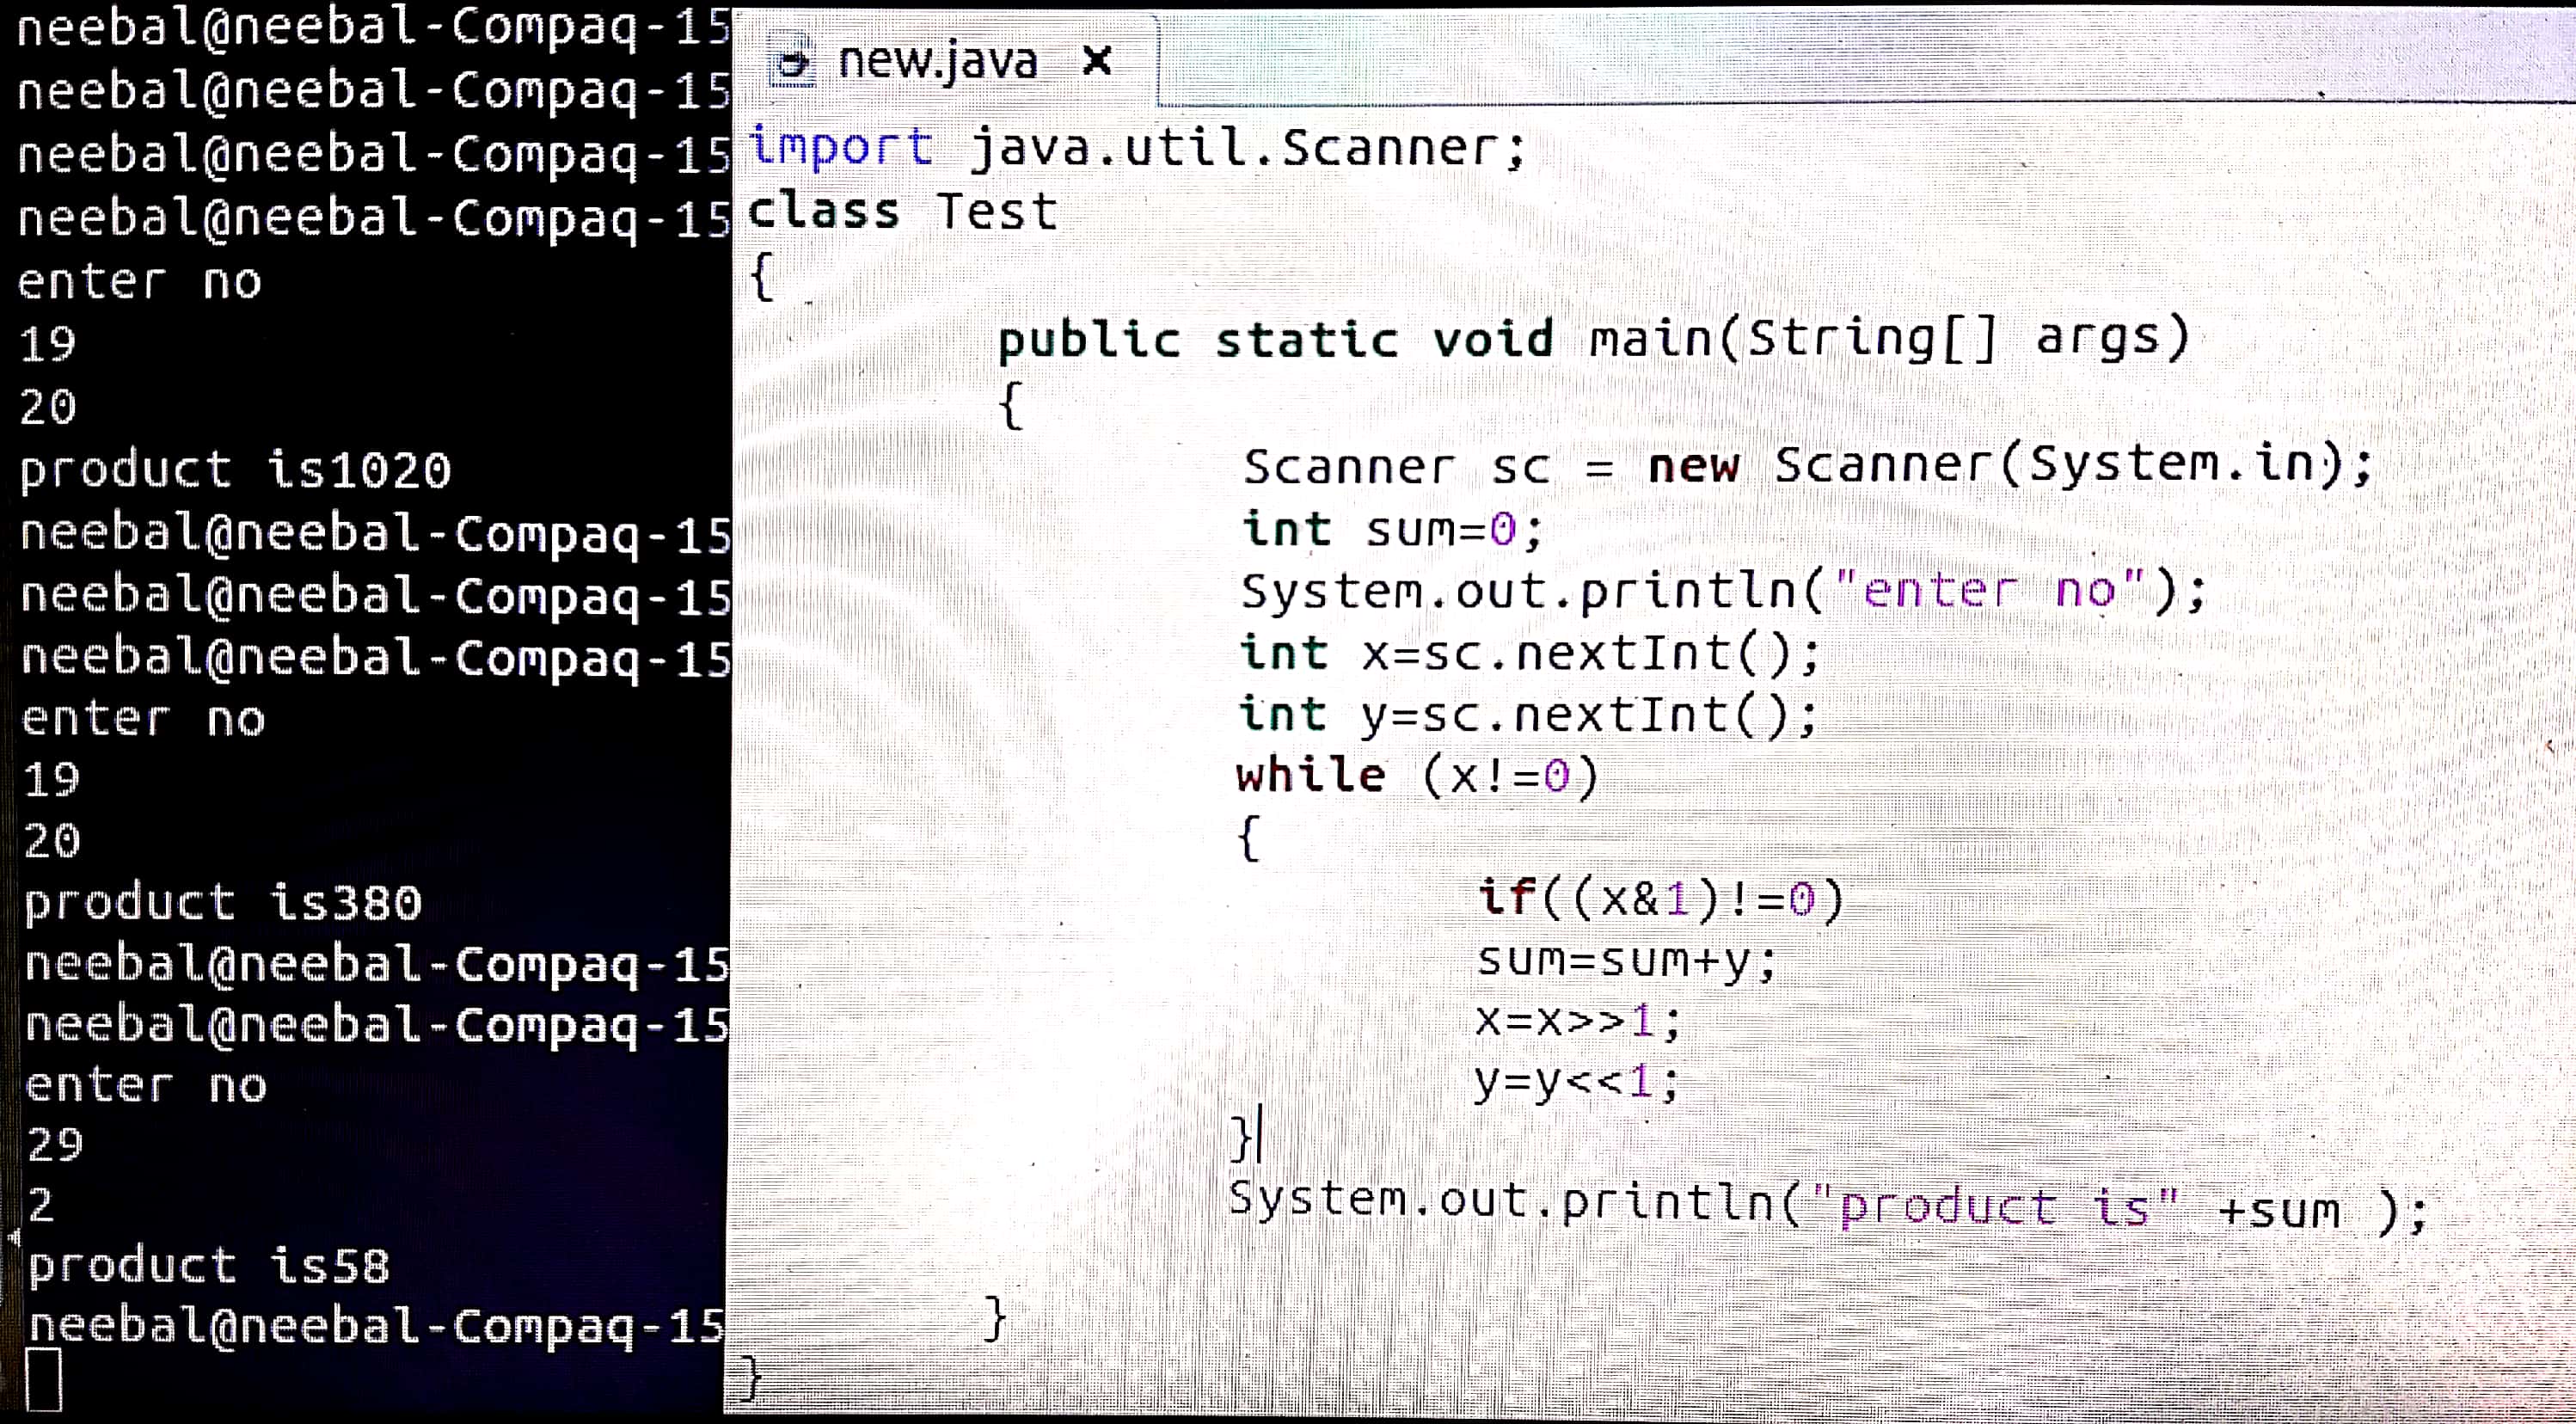 neebal@neebal-Compaq-15
neebal@neebal-Compaq-15
neebal@neebal-Compaq-15
neebal@neebal-Compaq-15
enter no
19
20
product is1020
neebal@neebal-Compaq-15
neebal@neebal-Compaq-15
neebal@neebal-Compaq-15
enter no
19
20
product is380
neebal@neebal-Compaq-15
neebal@neebal-Compaq-15
enter no
29
2
product is58
neebal@neebal-Compaq-15
new.java x
import java.util.Scanner;
class Test
{
public static void main(String[] args)
{
Scanner sc = new Scanner(System.in);
int sum=0;
System.out.println("enter no");
int x=sc.nextInt();
int y=sc.nextInt();
while (x!=0)
{
if((x&1)!=0)
sum=sum+y;
x=x>>1;
y=y<<1;
}
System.out.println("product is" +sum );
}
}